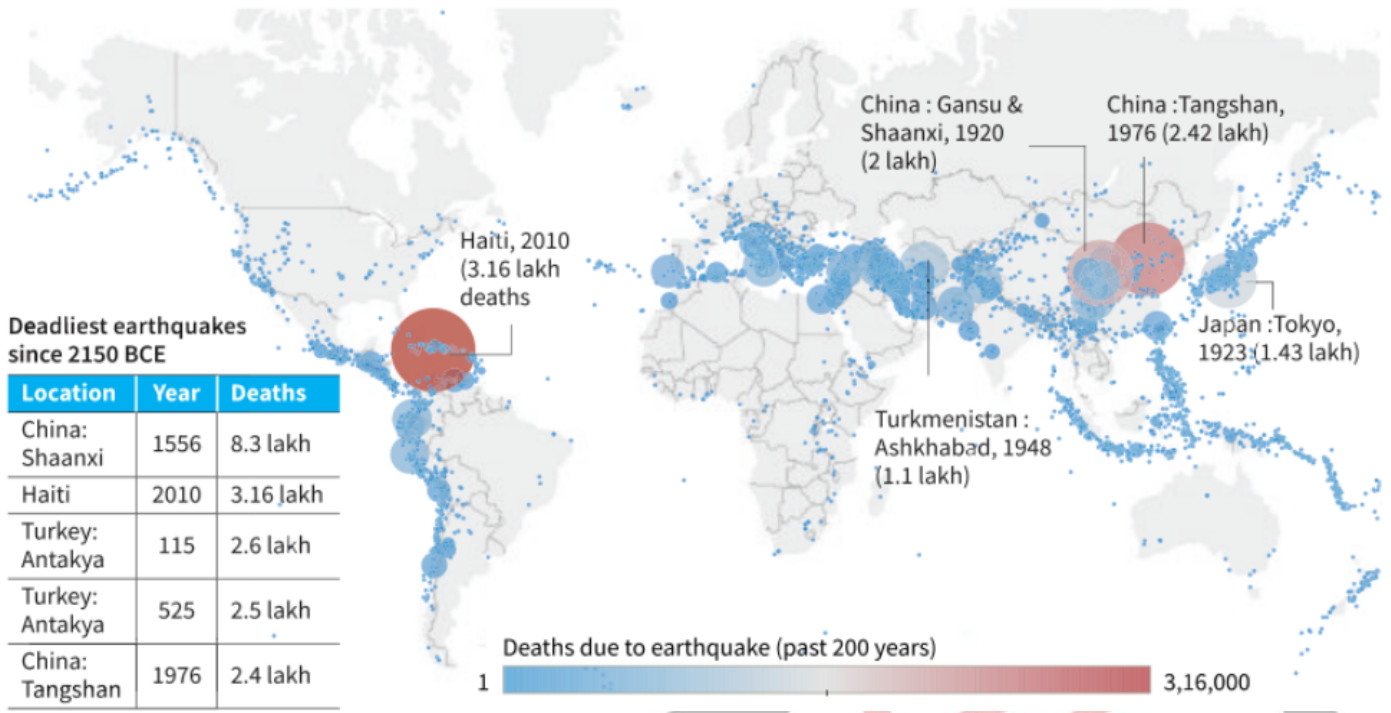 China : Gansu &
Shaanxi, 1920
(2 lakh)
China :Tangshan,
1976 (2.42 lakh)
Haiti, 2010
(3.16 lakh
deaths
Japan :Tokyo,
1923 (1.43 lakh)
Turkmenistan :
Ashkhabad, 1948
(1.1 lakh)
Deadliest earthquakes
since 2150 BCE
Location Year Deaths
China:
Shaanxi 1556 8.3 lakh
Haiti 2010 3.16 lakh
Turkey:
Antakya 115 2.6 lakh
Turkey:
Antakya 525 2.5 lakh
China:
Tangshan 1976 2.4 lakh
Deaths due to earthquake (past 200 years)
1 3,16,000